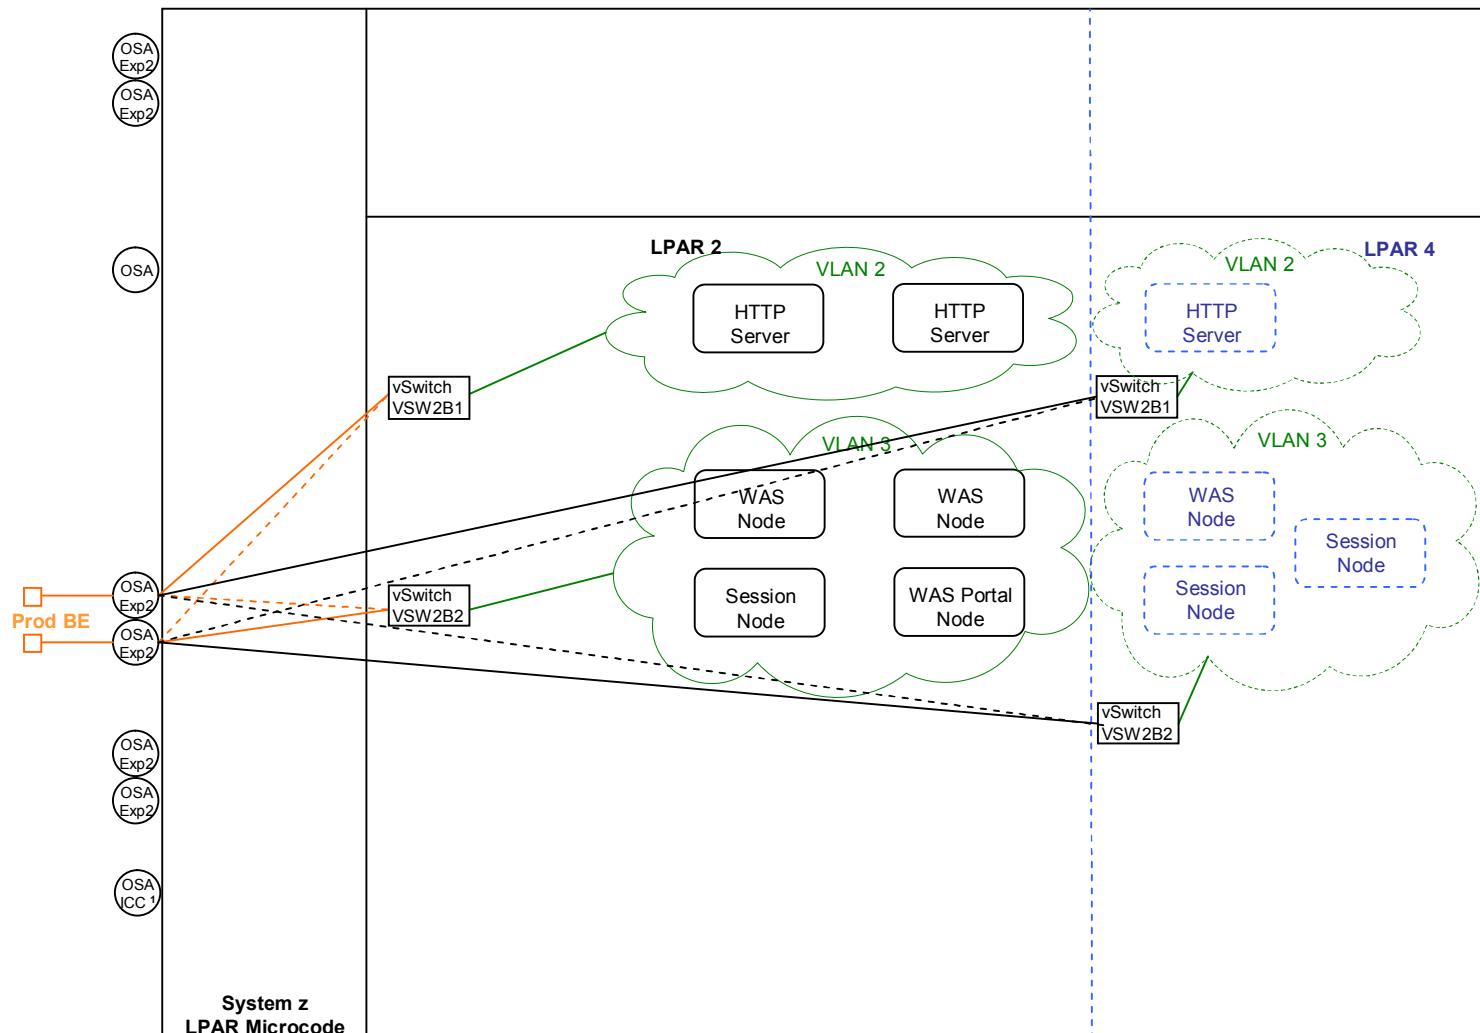 OSA
Exp2
OSA
Exp2
OSA
LPAR 2
LPAR 4
VLAN 2
VLAN 2
HTTP
Server
HTTP
Server
HTTP
Server
vSwitch
VSW2B1
vSwitch
VSW2B1
VLAN 3
VLAN 3
WAS
Node
WAS
Node
WAS
Node
Session
Node
OSA
Exp2
Prod BE
OSA
Exp2
vSwitch
VSW2B2
Session
Node
WAS Portal
Node
Session
Node
vSwitch
VSW2B2
OSA
Exp2
OSA
Exp2
OSA
ICC 1
System z
LPAR Microcode